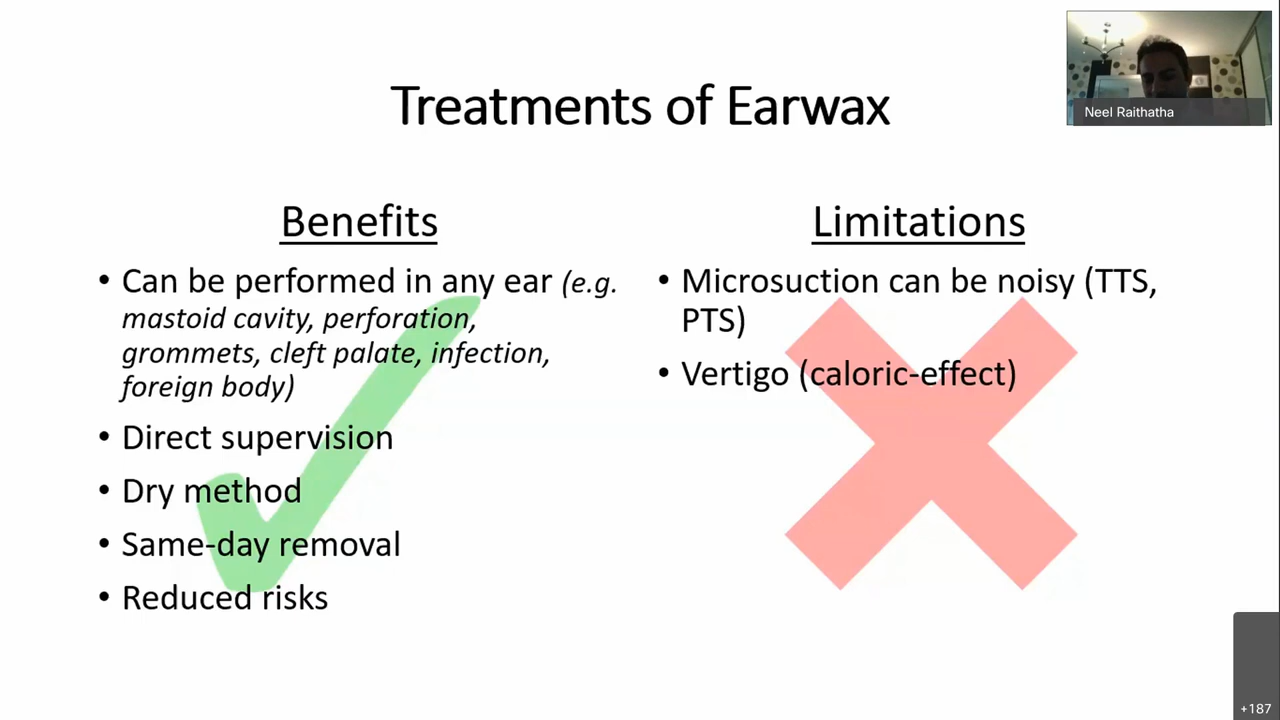 Neel Raithatha
Treatments of Earwax
Benefits
• Can be performed in any ear (e.g.
mastoid cavity, perforation,
grommets, cleft palate, infection,
foreign body)
• Direct supervision
• Dry method
• Same-day removal
• Reduced risks
Limitations
• Microsuction can be noisy (TTS,
PTS)
• Vertigo (caloric-effect)
+187